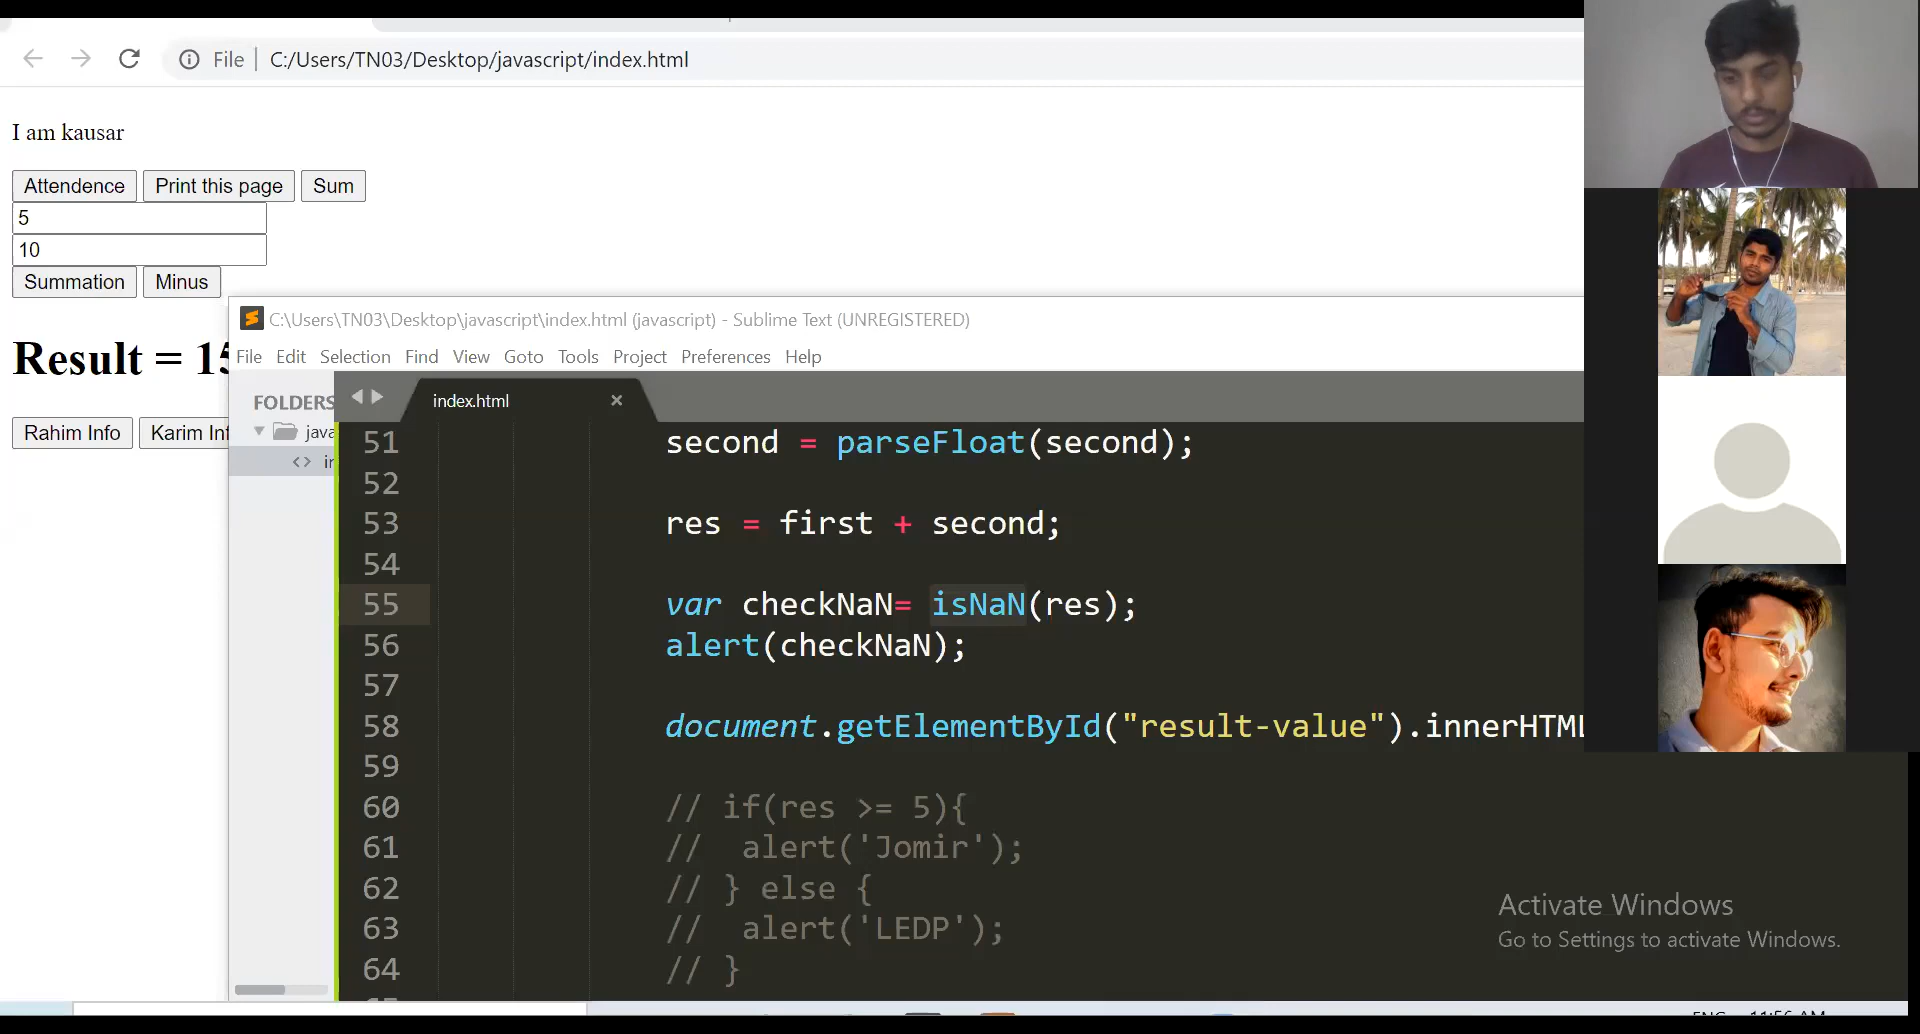 File C:/Users/TN03/Desktop/javascript/index.html
I am kausar
Attendence Print this page Sum
5
10
Summation Minus
Result = 15
Rahim Info Karim Inf
C:\Users\TN03\Desktop\javascript\index.html (javascript) - Sublime Text (UNREGISTERED)
File Edit Selection Find View Goto Tools Project Preferences Help
FOLDERS
java
in
index.html ×
51 second = parseFloat(second);
52
53 res = first + second;
54
55 var checkNaN= isNaN(res);
56 alert(checkNaN);
57
58 document.getElementById("result-value").innerHTML
59
60 // if(res >= 5){
61 //  alert('Jomir');
62 // } else {
63 //  alert('LEDP');
64 // }
Activate Windows
Go to Settings to activate Windows.